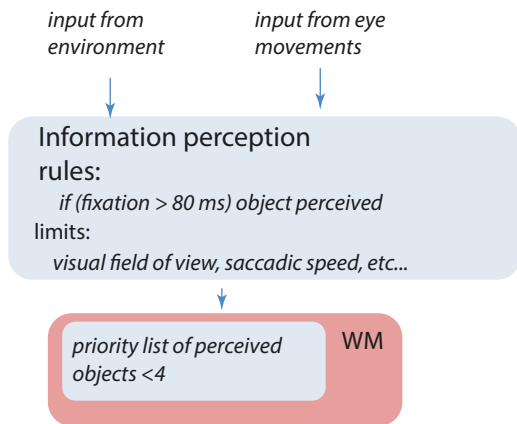 input from
environment
input from eye
movements
Information perception
rules:
if (fixation > 80 ms) object perceived
limits:
visual field of view, saccadic speed, etc...
priority list of perceived
objects <4
WM